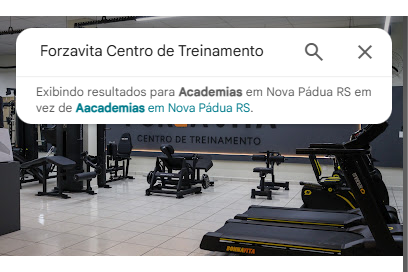 Forzavita Centro de Treinamento
Exibindo resultados para Academias em Nova Pádua RS em
vez de Aacademias em Nova Pádua RS.
CENTRO DE TREINAMENTO